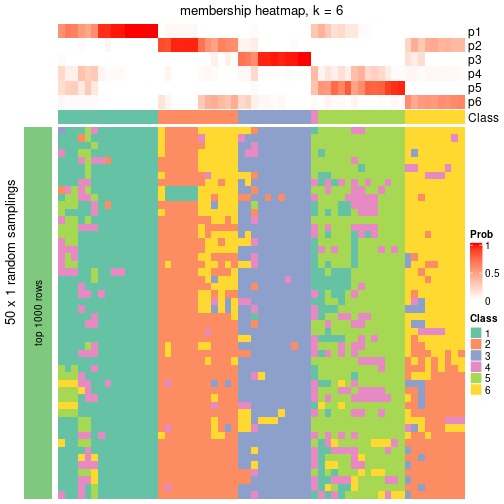 membership heatmap, k = 6
p1
p2
p3
p4
p5
p6
Class
50 x 1 random samplings
top 1000 rows
Prob
1
0.5
0
Class
1
2
3
4
5
6